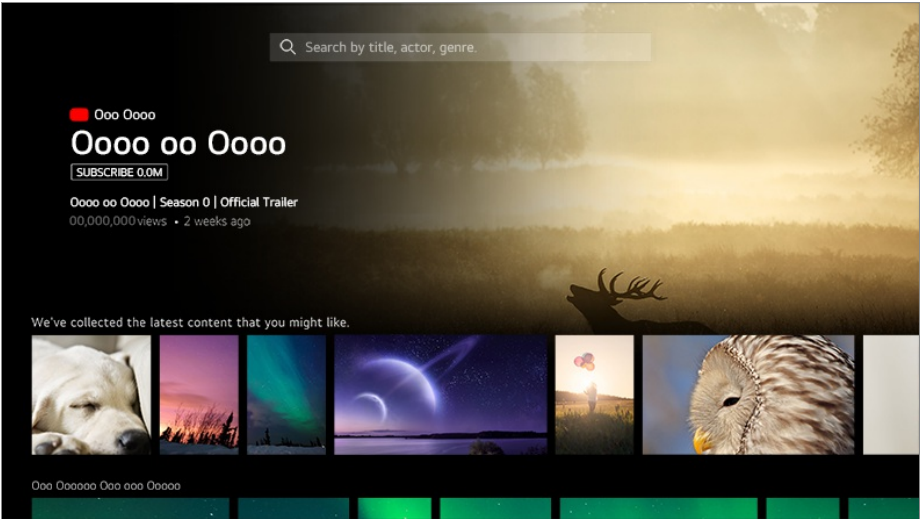 Search by title, actor, genre.
Ooo Oooo
Oooo oo Oooo
SUBSCRIBE 0.0M
Oooo oo Oooo | Season 0 | Official Trailer
00,000,000 views • 2 weeks ago
We've collected the latest content that you might like.
Ooo Oooooo Ooo ooo Ooooo